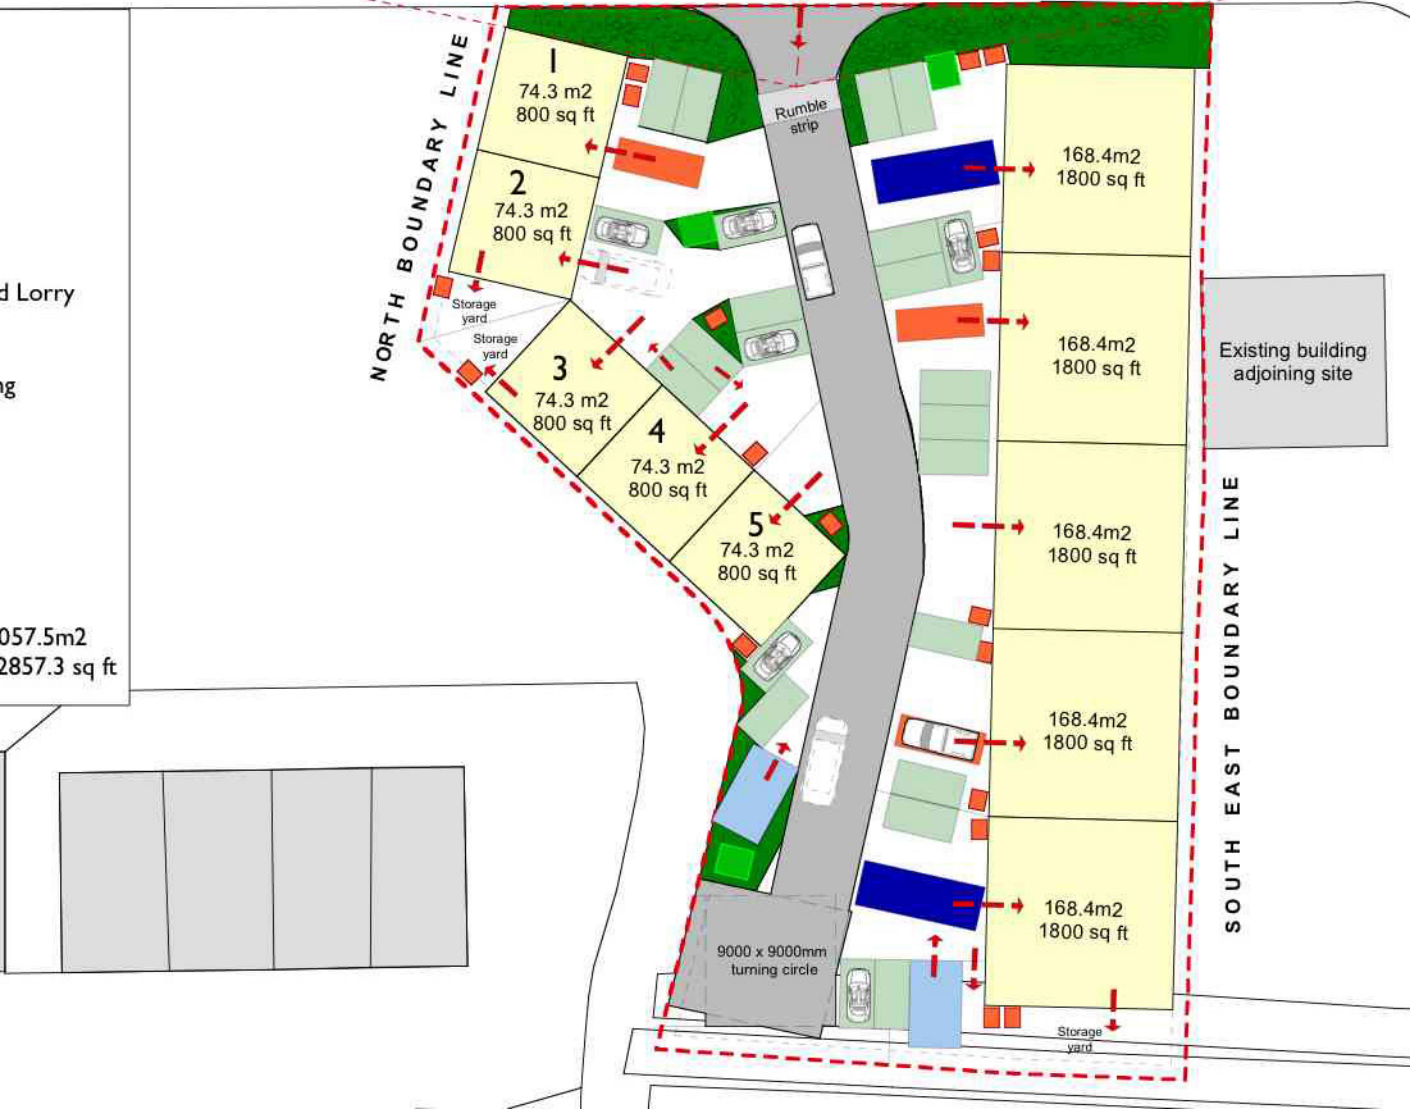 d Lorry
ng
057.5m2
2857.3 sq ft
NORTH BOUNDARY LINE
1
74.3 m2
800 sq ft
2
74.3 m2
800 sq ft
Storage
yard
Storage
yard
3
74.3 m2
800 sq ft
4
74.3 m2
800 sq ft
5
74.3 m2
800 sq ft
Rumble
strip
168.4m2
1800 sq ft
168.4m2
1800 sq ft
168.4m2
1800 sq ft
168.4m2
1800 sq ft
168.4m2
1800 sq ft
Existing building
adjoining site
SOUTH EAST BOUNDARY LINE
9000 x 9000mm
turning circle
Storage
yard